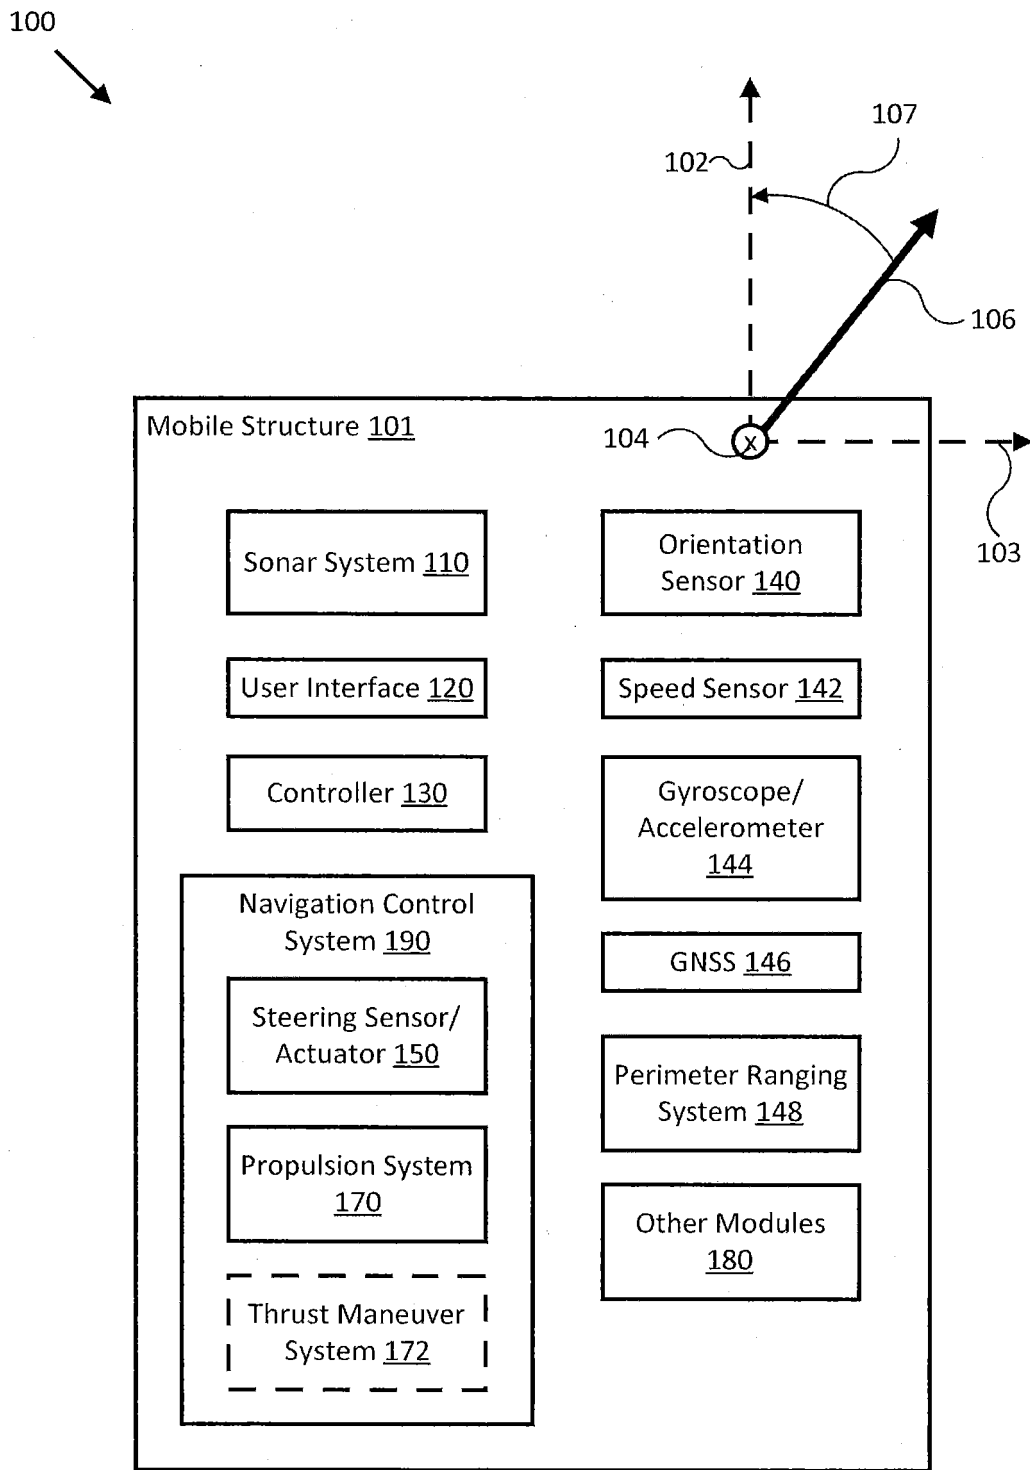 100
107
102
106
Mobile Structure 101
104
X
103
Sonar System 110
Orientation
Sensor 140
User Interface 120
Speed Sensor 142
Controller 130
Gyroscope/
Accelerometer
144
Navigation Control
System 190
GNSS 146
Steering Sensor/
Actuator 150
Perimeter Ranging
System 148
Propulsion System
170
Other Modules
180
Thrust Maneuver
System 172